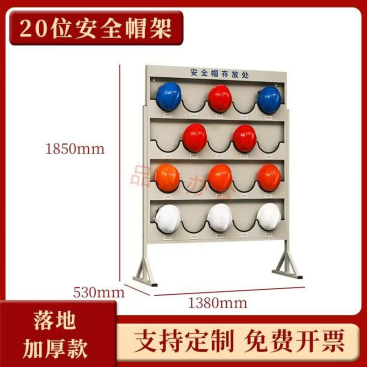 20位安全帽架
安全帽存放处
1850mm
530mm
1380mm
落地
加厚款
支持定制 免费开票